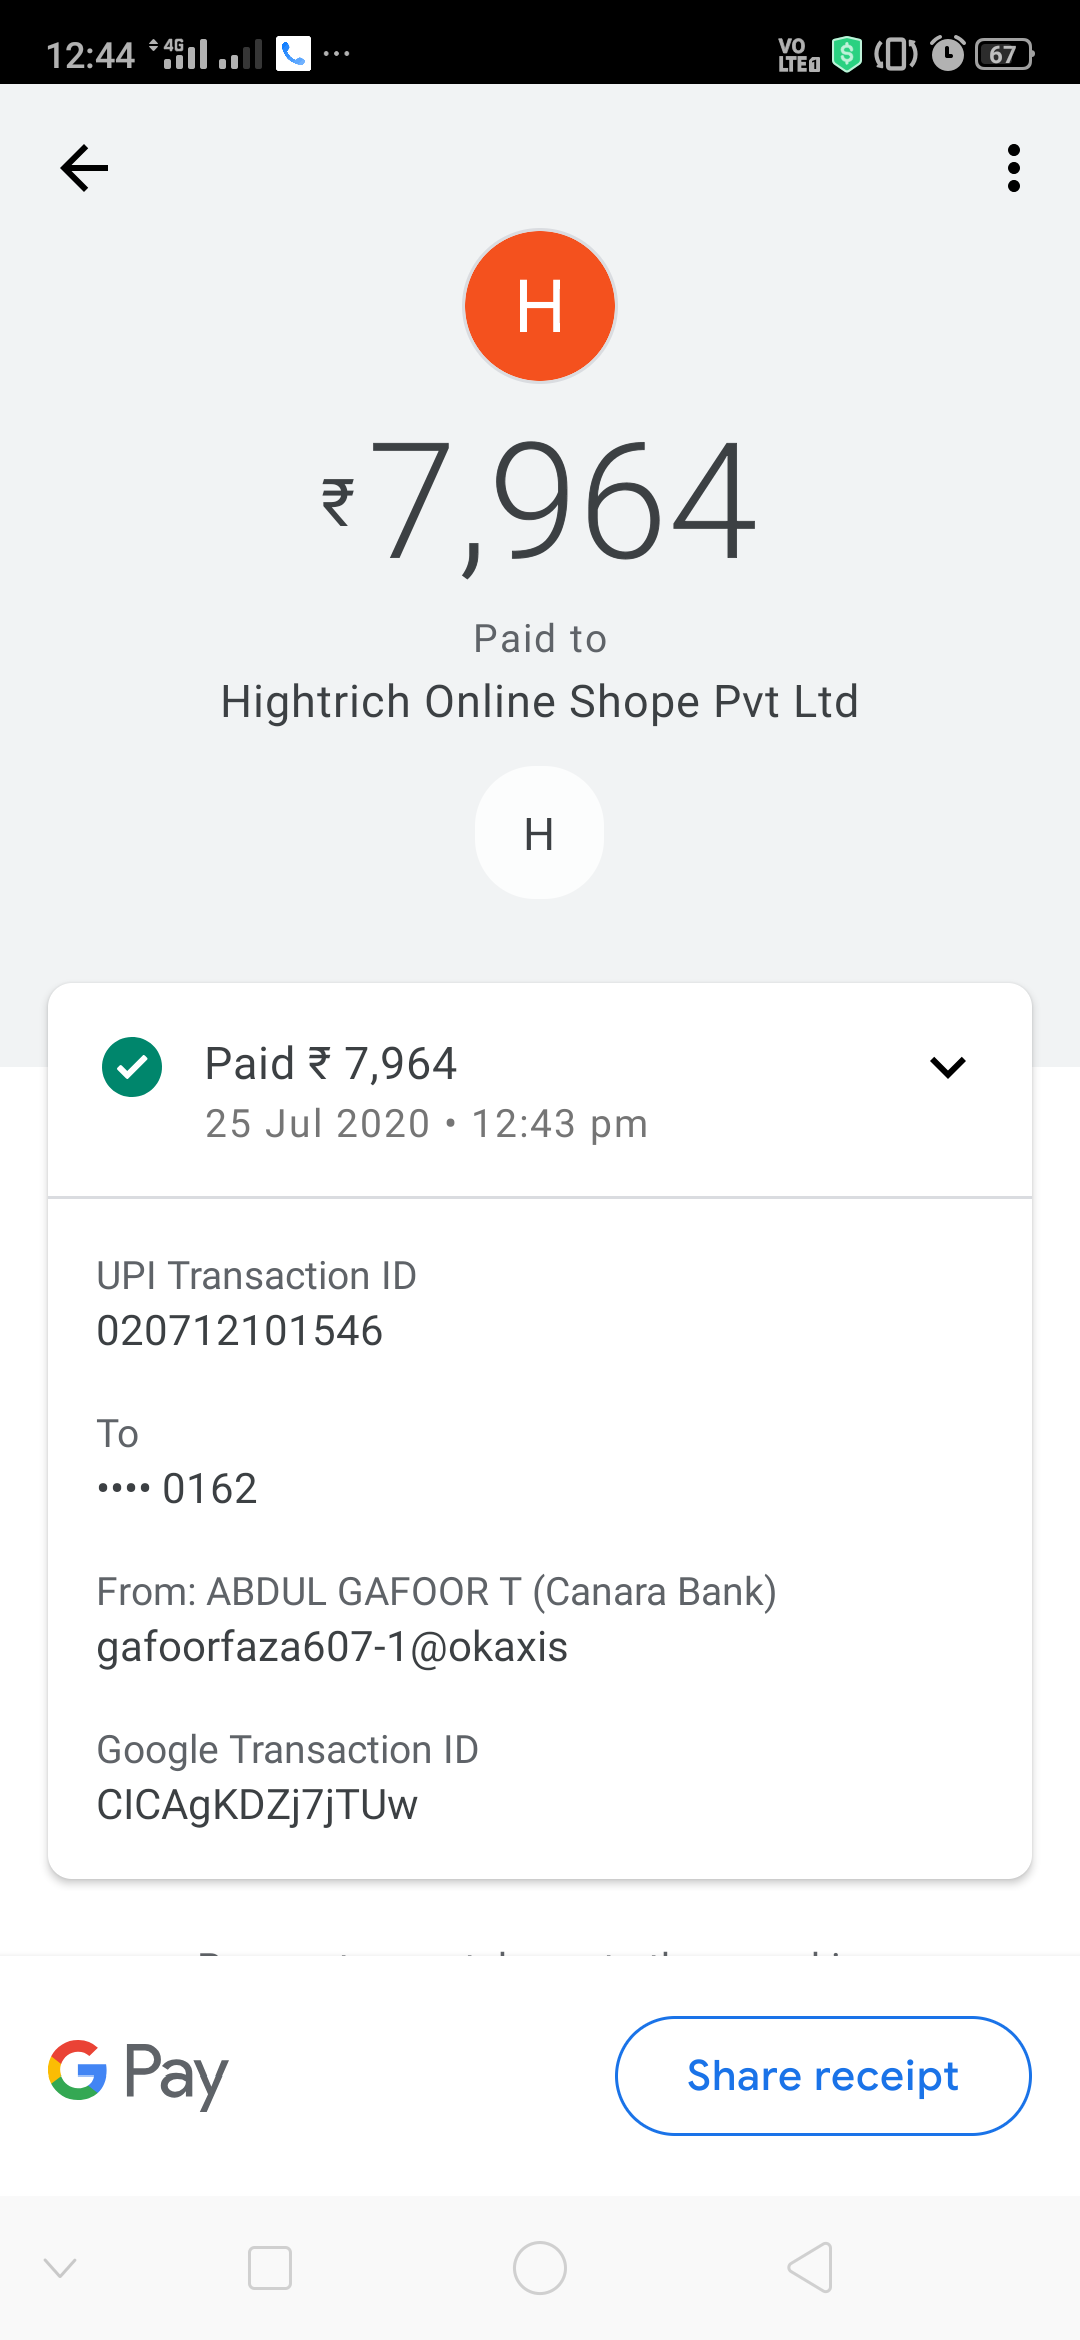 12:44 4G VO LTE1 67
H
₹7,964
Paid to
Hightrich Online Shope Pvt Ltd
H
Paid ₹ 7,964
25 Jul 2020 • 12:43 pm
UPI Transaction ID
020712101546
To
•••• 0162
From: ABDUL GAFOOR T (Canara Bank)
gafoorfaza607-1@okaxis
Google Transaction ID
CICAgKDZj7jTUw
G Pay
Share receipt